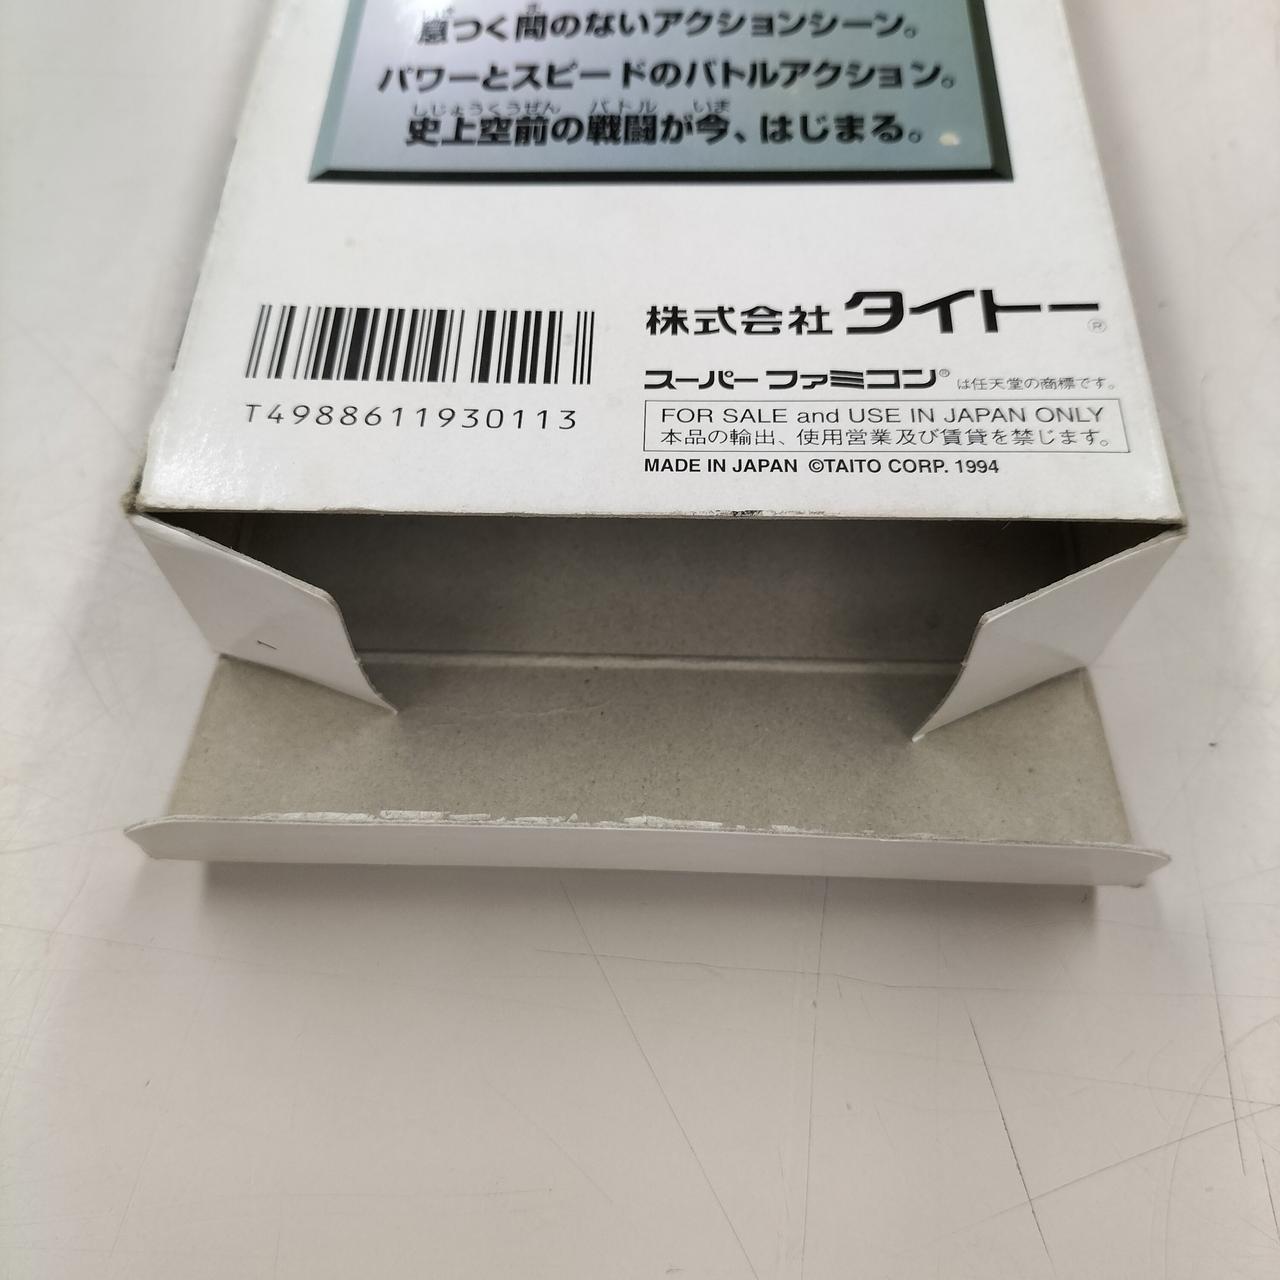 息つく間のないアクションシーン。
パワーとスピードのバトルアクション。
しじょうくうぜん バトル いま
史上空前の戦闘が今、はじまる。
株式会社 タイトー®
T4988611930113
スーパーファミコン®は任天堂の商標です。
FOR SALE and USE IN JAPAN ONLY
本品の輸出、使用営業及び賃貸を禁じます。
MADE IN JAPAN ©TAITO CORP. 1994